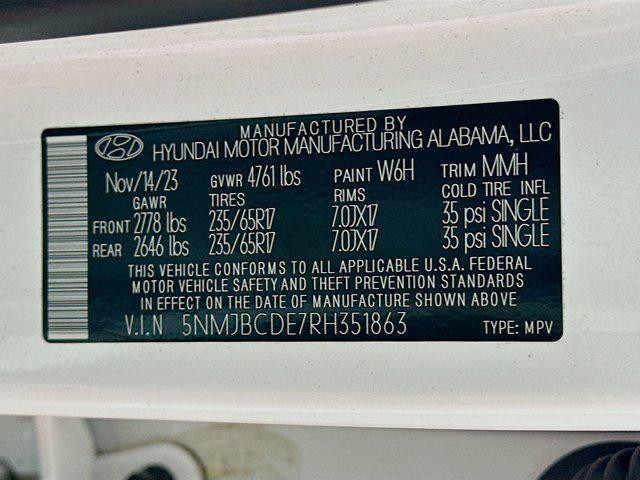 MANUFACTURED BY
HYUNDAI MOTOR MANUFACTURING ALABAMA, LLC
Nov/14/23 GVWR 4761 lbs PAINT W6H TRIM MMH
GAWR TIRES RIMS COLD TIRE INFL
FRONT 2778 lbs 235/65R17 7.0JX17 35 psi SINGLE
REAR 2646 lbs 235/65R17 7.0JX17 35 psi SINGLE
THIS VEHICLE CONFORMS TO ALL APPLICABLE U.S.A. FEDERAL
MOTOR VEHICLE SAFETY AND THEFT PREVENTION STANDARDS
IN EFFECT ON THE DATE OF MANUFACTURE SHOWN ABOVE
V.I.N 5NMJBCDE7RH351863 TYPE: MPV